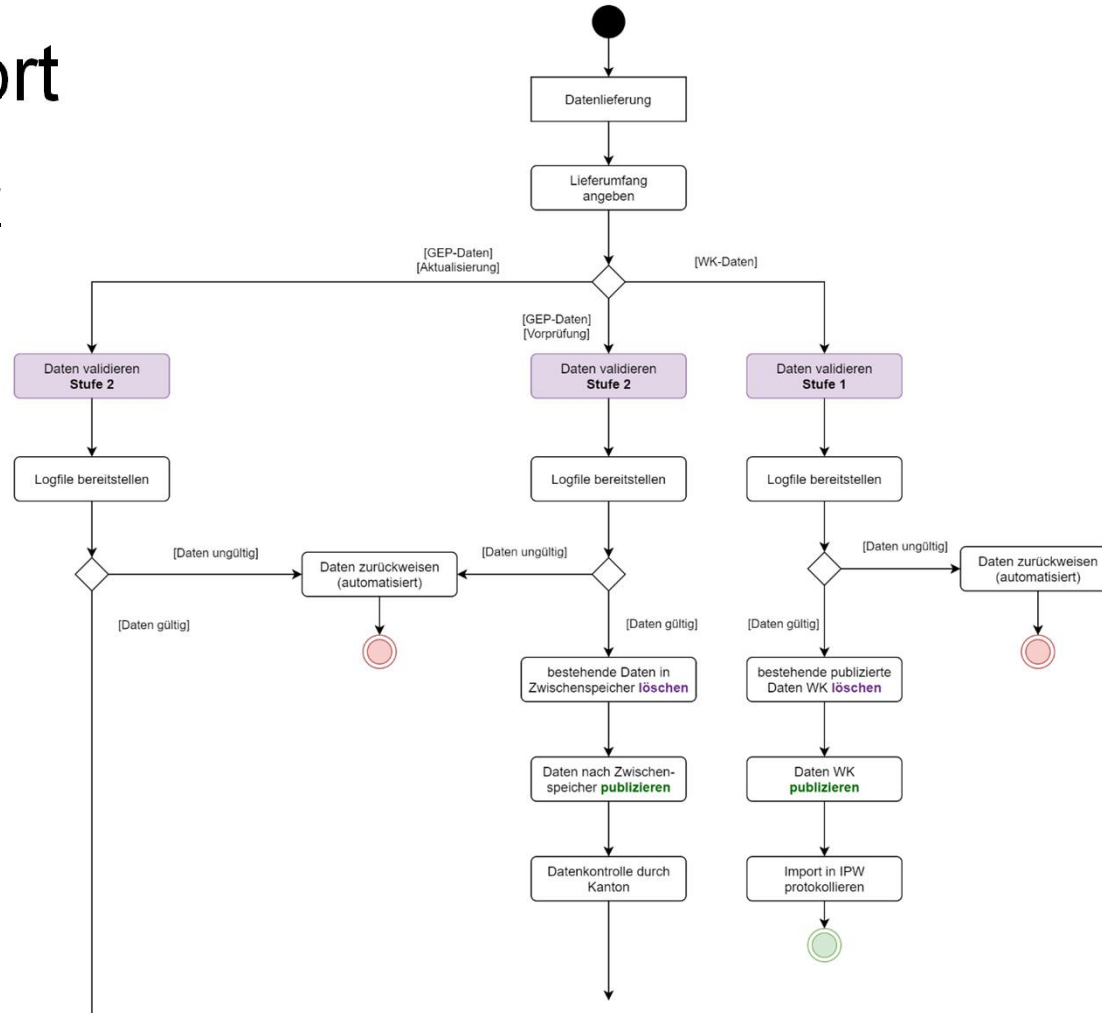 ort
Datenlieferung
Lieferumfang
angeben
[GEP-Daten]
[Aktualisierung]
[WK-Daten]
[GEP-Daten]
[Vorprüfung]
Daten validieren
Stufe 2
Daten validieren
Stufe 2
Daten validieren
Stufe 1
Logfile bereitstellen
Logfile bereitstellen
Logfile bereitstellen
[Daten ungültig]
Daten zurückweisen
(automatisiert)
[Daten ungültig]
[Daten ungültig]
Daten zurückweisen
(automatisiert)
[Daten gültig]
[Daten gültig]
[Daten gültig]
bestehende Daten in
Zwischenspeicher löschen
bestehende publizierte
Daten WK löschen
Daten nach Zwischen-
speicher publizieren
Daten WK
publizieren
Datenkontrolle durch
Kanton
Import in IPW
protokollieren